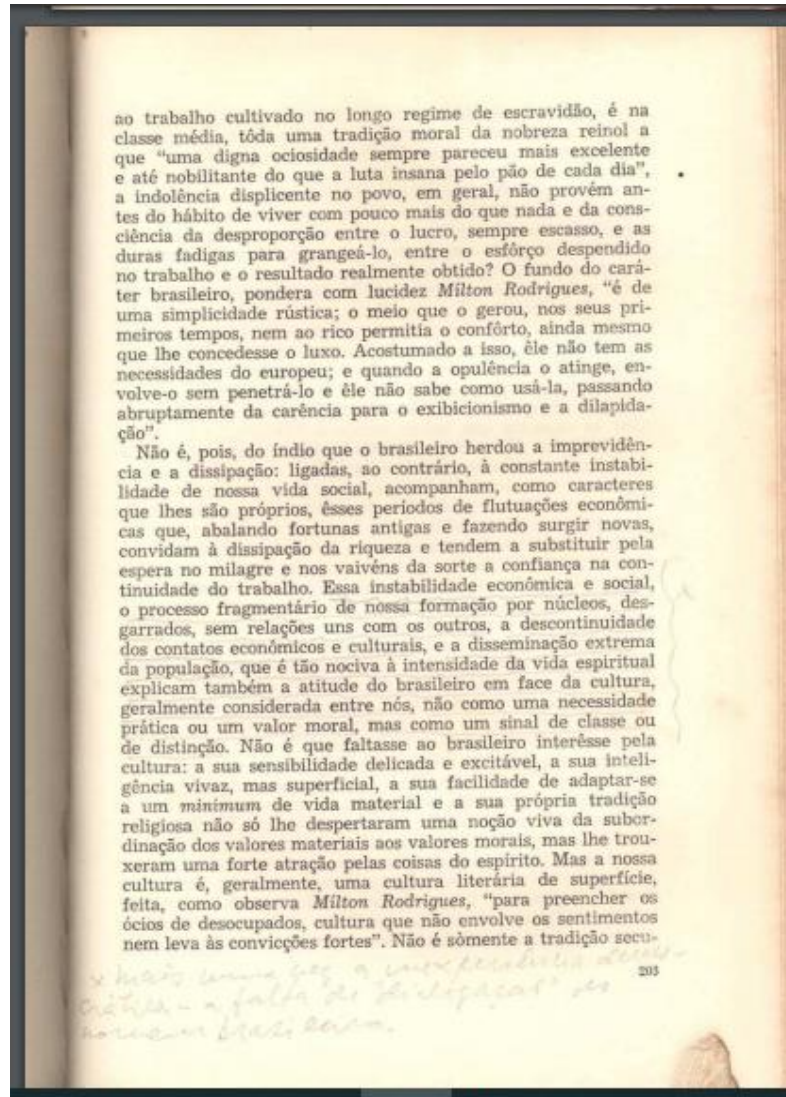 ao trabalho cultivado no longo regime de escravidão, é na
classe média, tôda uma tradição moral da nobreza reinol a
que “uma digna ociosidade sempre pareceu mais excelente
e até nobilitante do que a luta insana pelo pão de cada dia”,
a indolência displicente no povo, em geral, não provém an-
tes do hábito de viver com pouco mais do que nada e da cons-
ciência da desproporção entre o lucro, sempre escasso, e as
duras fadigas para grangeá-lo, entre o esfôrço despendido
no trabalho e o resultado realmente obtido? O fundo do cará-
ter brasileiro, pondera com lucidez Milton Rodrigues, “é de
uma simplicidade rústica; o meio que o gerou, nos seus pri-
meiros tempos, nem ao rico permitia o confôrto, ainda mesmo
que lhe concedesse o luxo. Acostumado a isso, êle não tem as
necessidades do europeu; e quando a opulência o atinge, en-
volve-o sem penetrá-lo e êle não sabe como usá-la, passando
abruptamente da carência para o exibicionismo e a dilapida-
ção”.
Não é, pois, do índio que o brasileiro herdou a imprevidên-
cia e a dissipação: ligadas, ao contrário, à constante instabi-
lidade de nossa vida social, acompanham, como caracteres
que lhes são próprios, êsses períodos de flutuações econômi-
cas que, abalando fortunas antigas e fazendo surgir novas,
convidam à dissipação da riqueza e tendem a substituir pela
espera no milagre e nos vaivéns da sorte a confiança na con-
tinuidade do trabalho. Essa instabilidade econômica e social,
o processo fragmentário de nossa formação por núcleos, des-
garrados, sem relações uns com os outros, a descontinuidade
dos contatos econômicos e culturais, e a disseminação extrema
da população, que é tão nociva à intensidade da vida espiritual
explicam também a atitude do brasileiro em face da cultura,
geralmente considerada entre nós, não como uma necessidade
prática ou um valor moral, mas como um sinal de classe ou
de distinção. Não é que faltasse ao brasileiro interêsse pela
cultura: a sua sensibilidade delicada e excitável, a sua inteli-
gência vivaz, mas superficial, a sua facilidade de adaptar-se
a um minimum de vida material e a sua própria tradição
religiosa não só lhe despertaram uma noção viva da subor-
dinação dos valores materiais aos valores morais, mas lhe trou-
xeram uma forte atração pelas coisas do espírito. Mas a nossa
cultura é, geralmente, uma cultura literária de superfície,
feita, como observa Milton Rodrigues, “para preencher os
ócios de desocupados, cultura que não envolve os sentimentos
nem leva às convicções fortes”. Não é sòmente a tradição secu-
203
x mais uma vez a
a falta de